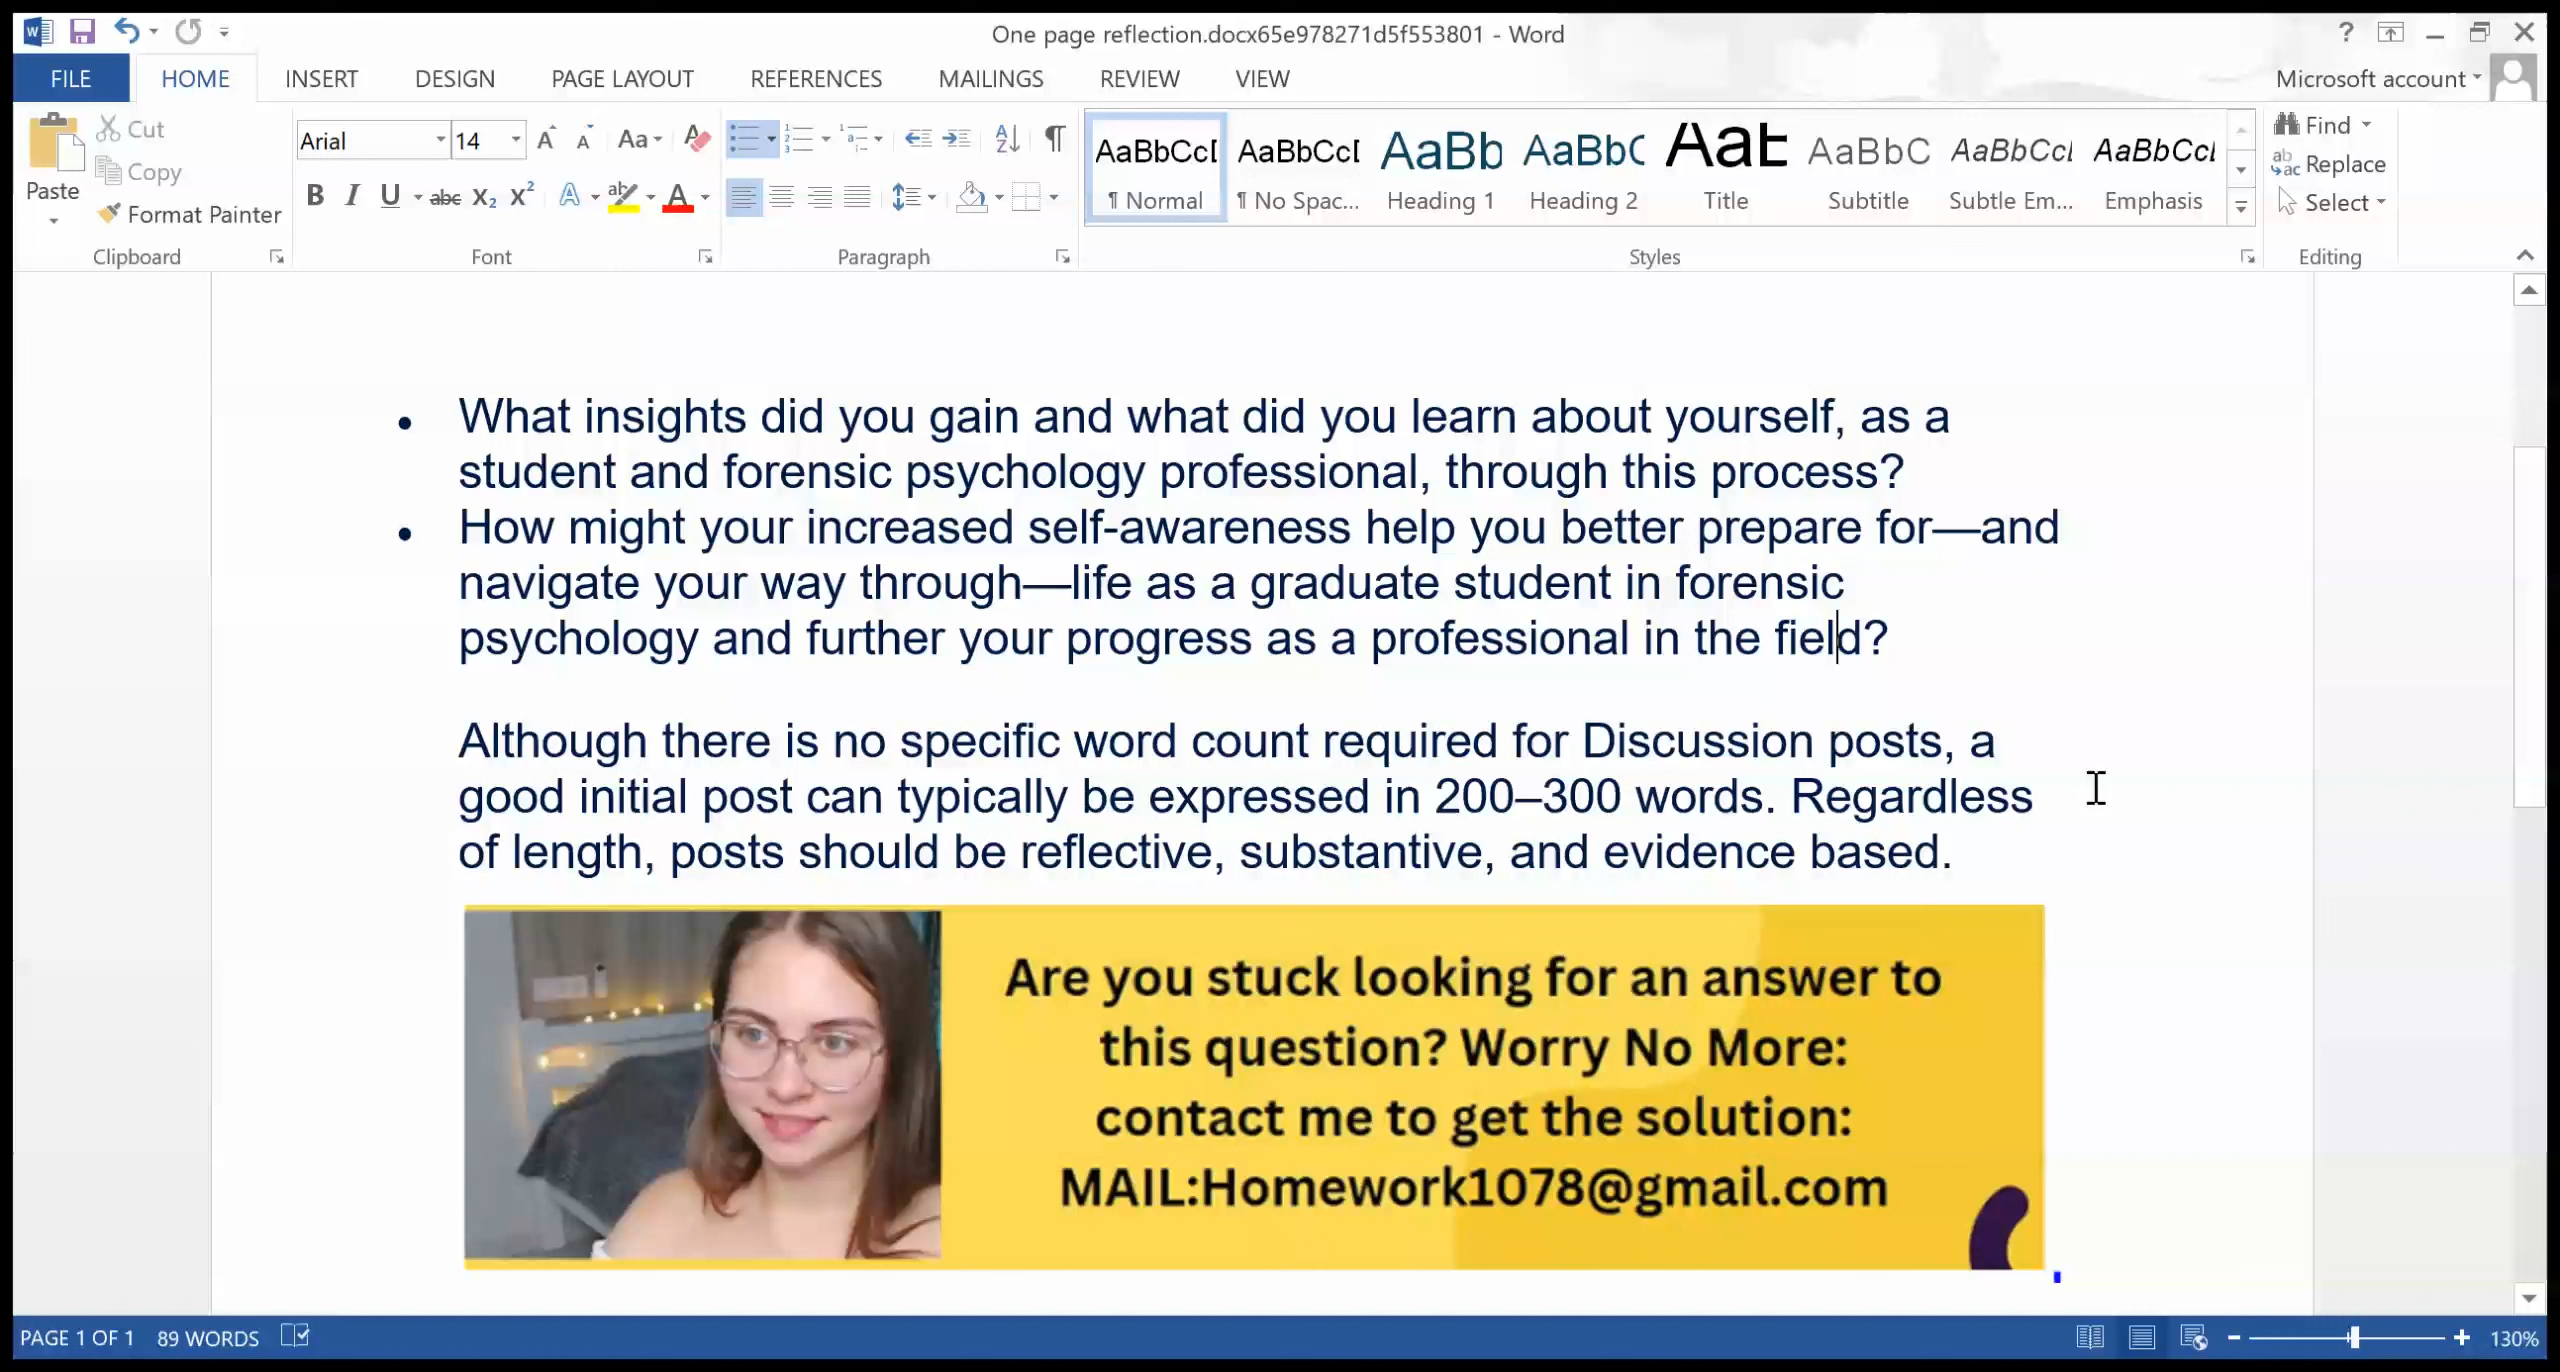 One page reflection.docx65e978271d5f553801 - Word
?
FILE HOME INSERT DESIGN PAGE LAYOUT REFERENCES MAILINGS REVIEW VIEW Microsoft account
Paste
Cut
Copy
Format Painter
Clipboard
Arial 14
Aa
B I U abc X2 X2 A ab A
Font
Paragraph
AaBbCcI AaBbCcI AaBb AaBbC Aab AaBbC AaBbCcI AaBbCcI
¶ Normal ¶ No Spac... Heading 1 Heading 2 Title Subtitle Subtle Em... Emphasis
Styles
Find
Replace
Select
Editing
• What insights did you gain and what did you learn about yourself, as a
student and forensic psychology professional, through this process?
• How might your increased self-awareness help you better prepare for—and
navigate your way through—life as a graduate student in forensic
psychology and further your progress as a professional in the field?
Although there is no specific word count required for Discussion posts, a
good initial post can typically be expressed in 200–300 words. Regardless
of length, posts should be reflective, substantive, and evidence based.
Are you stuck looking for an answer to
this question? Worry No More:
contact me to get the solution:
MAIL:Homework1078@gmail.com
PAGE 1 OF 1 89 WORDS 130%